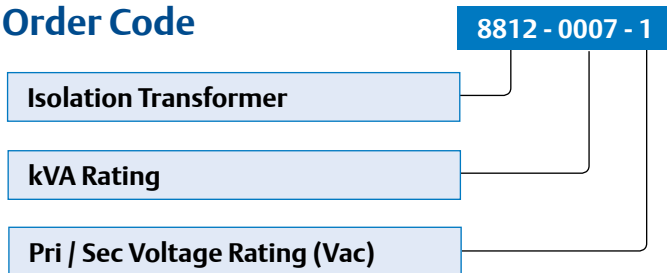 Order Code
8812 - 0007 - 1
Isolation Transformer
kVA Rating
Pri / Sec Voltage Rating (Vac)